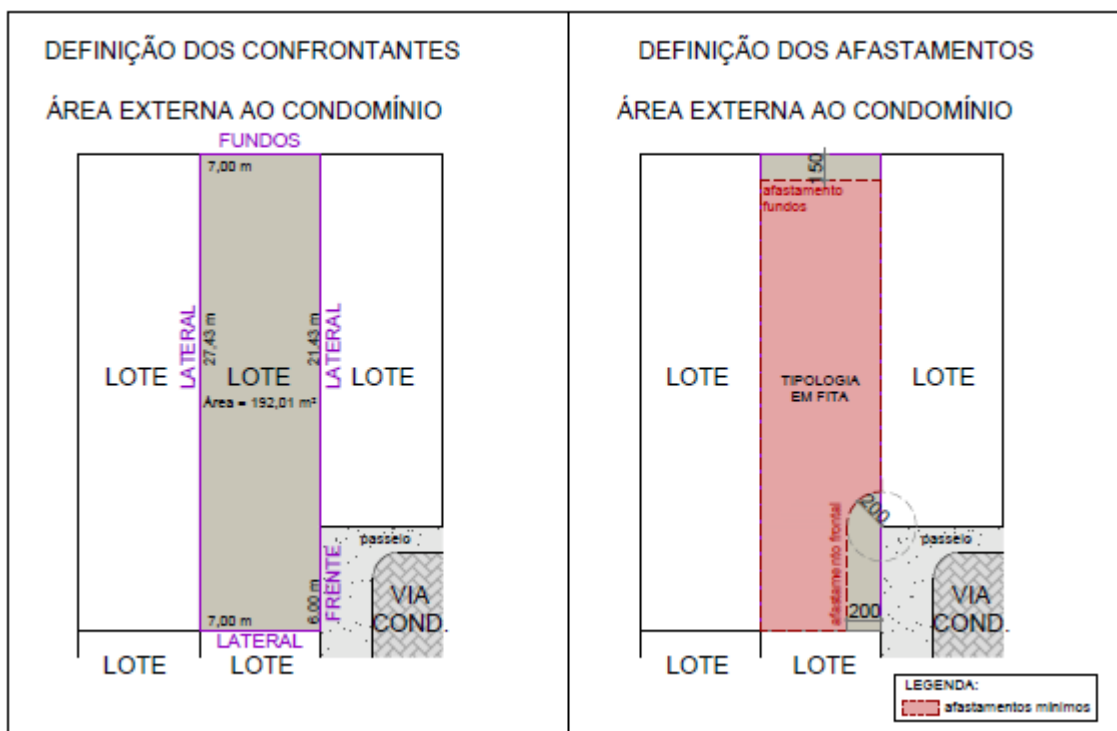 DEFINIÇÃO DOS CONFRONTANTES
ÁREA EXTERNA AO CONDOMÍNIO
FUNDOS
7,00 m
LATERAL
27,43 m
21,43 m
LATERAL
LOTE
LOTE
LOTE
Área = 192,01 m²
passeio
FRENTE
6,00 m
7,00 m
VIA
COND.
LATERAL
LOTE
LOTE
DEFINIÇÃO DOS AFASTAMENTOS
ÁREA EXTERNA AO CONDOMÍNIO
150
afastamento
fundos
LOTE
TIPOLOGIA
EM FITA
LOTE
200
passeio
afastamento frontal
200
VIA
COND.
LOTE
LOTE
LEGENDA:
afastamentos mínimos